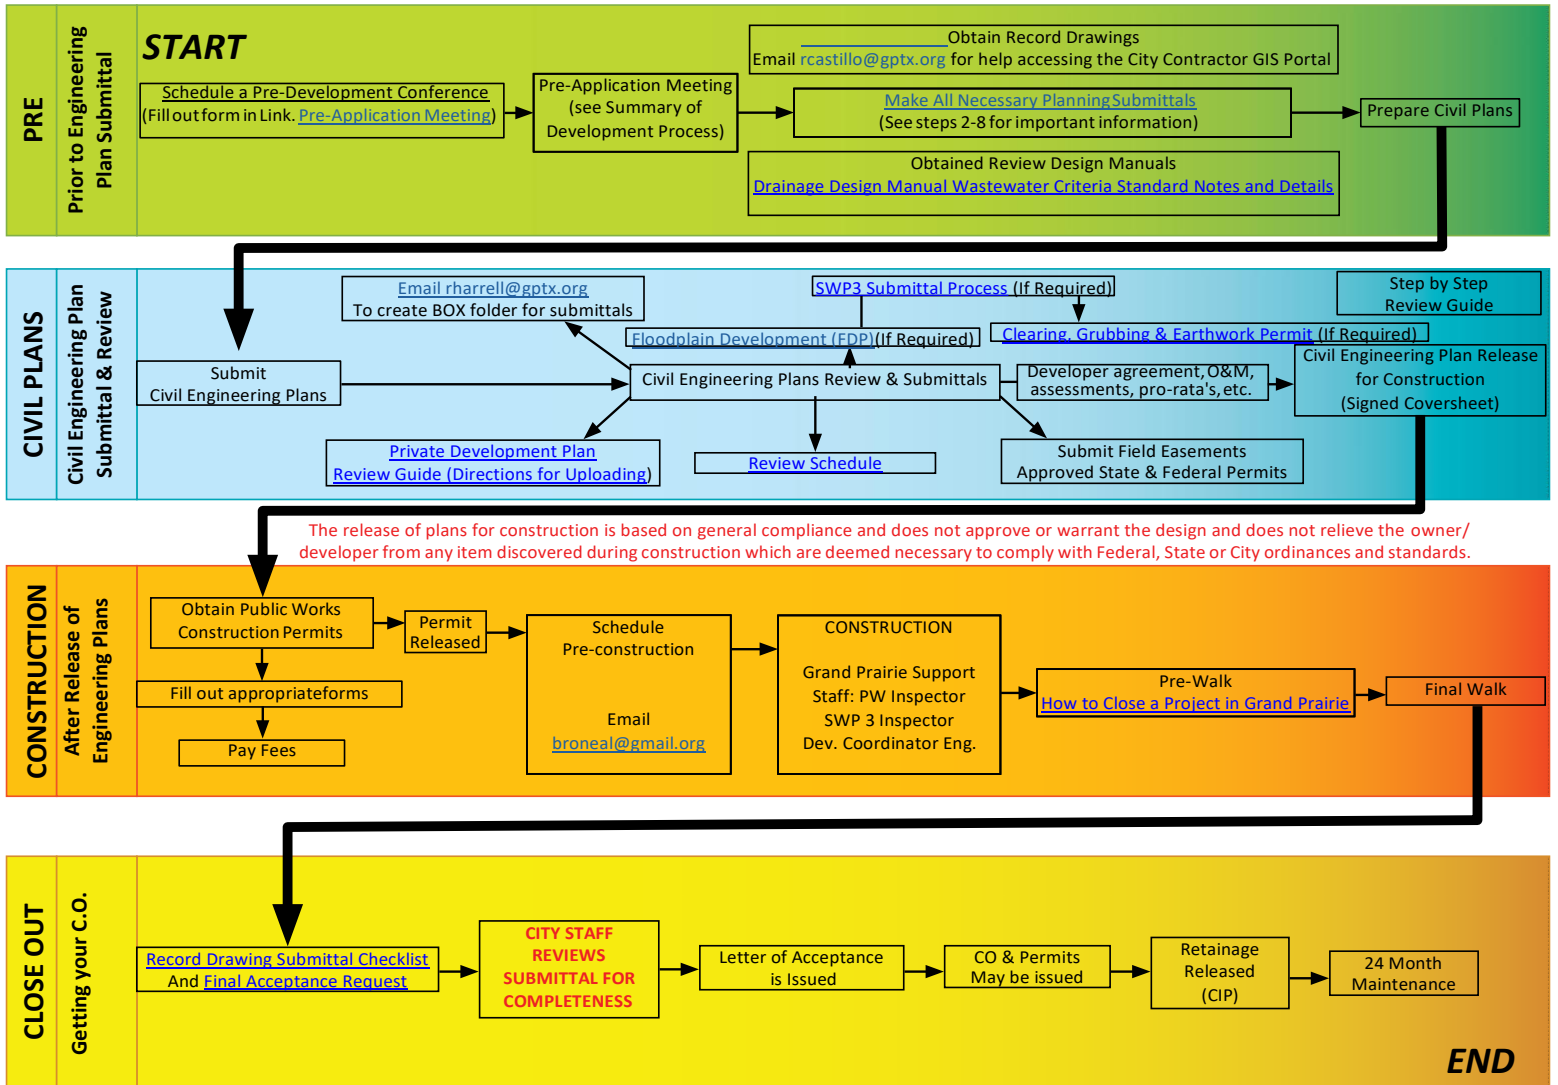 PRE
Prior to Engineering
Plan Submittal
START
Schedule a Pre-Development Conference
(Fill out form in Link. Pre-Application Meeting)
Pre-Application Meeting
(see Summary of
Development Process)
Obtain Record Drawings
Email rcastillo@gptx.org for help accessing the City Contractor GIS Portal
Make All Necessary Planning Submittals
(See steps 2-8 for important information)
Obtained Review Design Manuals
Drainage Design Manual Wastewater Criteria Standard Notes and Details
Prepare Civil Plans
CIVIL PLANS
Civil Engineering Plan
Submittal & Review
Submit
Civil Engineering Plans
Email rharrell@gptx.org
To create BOX folder for submittals
SWP3 Submittal Process (If Required)
Floodplain Development (FDP)(If Required)
Clearing, Grubbing & Earthwork Permit (If Required)
Step by Step
Review Guide
Civil Engineering Plans Review & Submittals
Developer agreement, O&M,
assessments, pro-rata's, etc.
Civil Engineering Plan Release
for Construction
(Signed Coversheet)
Private Development Plan
Review Guide (Directions for Uploading)
Review Schedule
Submit Field Easements
Approved State & Federal Permits
The release of plans for construction is based on general compliance and does not approve or warrant the design and does not relieve the owner/
developer from any item discovered during construction which are deemed necessary to comply with Federal, State or City ordinances and standards.
CONSTRUCTION
After Release of
Engineering Plans
Obtain Public Works
Construction Permits
Fill out appropriateforms
Pay Fees
Permit
Released
Schedule
Pre-construction
Email
broneal@gmail.org
CONSTRUCTION
Grand Prairie Support
Staff: PW Inspector
SWP 3 Inspector
Dev. Coordinator Eng.
Pre-Walk
How to Close a Project in Grand Prairie
Final Walk
CLOSE OUT
Getting your C.O.
Record Drawing Submittal Checklist
And Final Acceptance Request
CITY STAFF
REVIEWS
SUBMITTAL FOR
COMPLETENESS
Letter of Acceptance
is Issued
CO & Permits
May be issued
Retainage
Released
(CIP)
24 Month
Maintenance
END